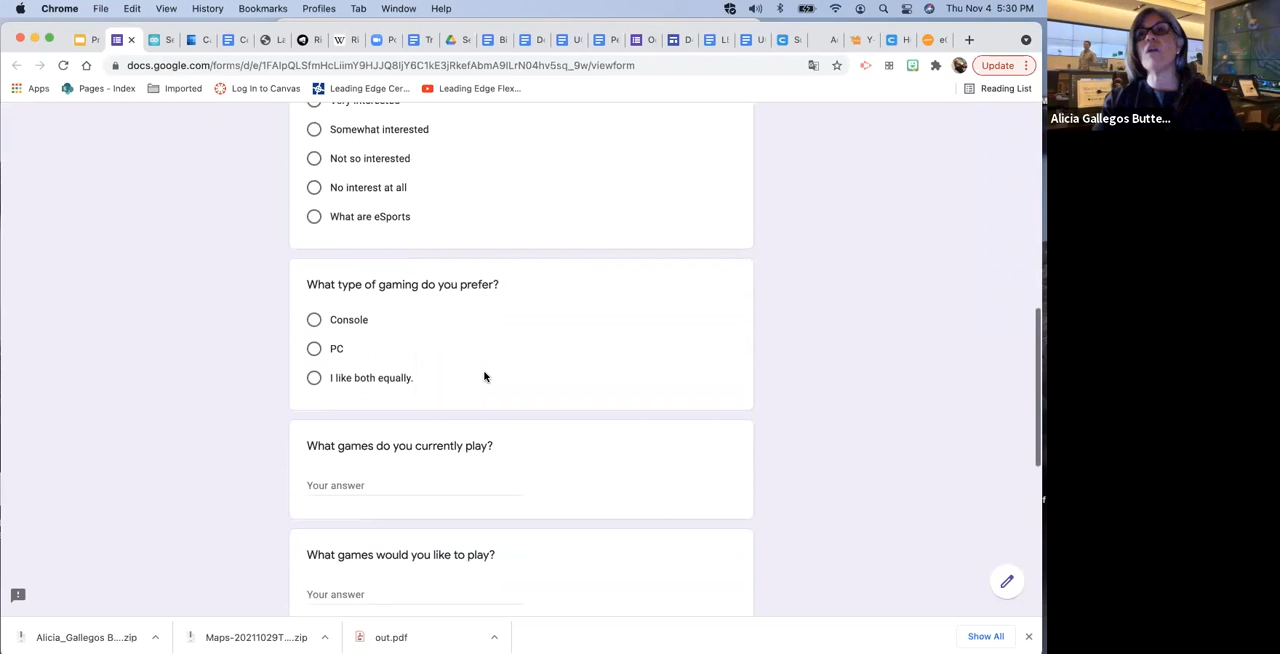 Chrome File Edit View History Bookmarks Profiles Tab Window Help Thu Nov 4 5:30 PM
docs.google.com/forms/d/e/1FAIpQLSfmHcLiimY9HJJQ8IjY6C1kE3jRkefAbmA9ILrN04hv5sq_9w/viewform Update
Apps Pages - Index Imported Log In to Canvas Leading Edge Cer... Leading Edge Flex... Reading List
Alicia Gallegos Butte...
Very interested
Somewhat interested
Not so interested
No interest at all
What are eSports
What type of gaming do you prefer?
Console
PC
I like both equally.
What games do you currently play?
Your answer
What games would you like to play?
Your answer
Alicia_Gallegos B....zip Maps-20211029T....zip out.pdf Show All